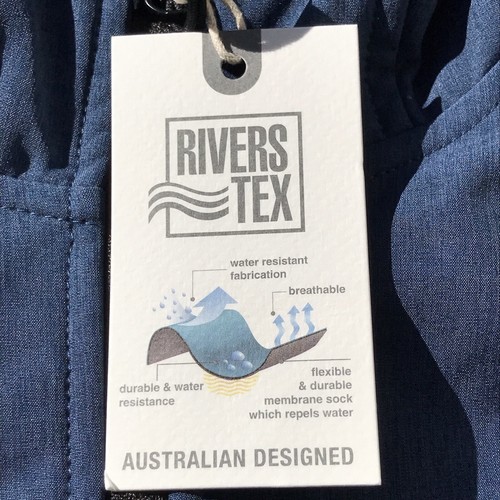 RIVERS
TEX
water resistant
fabrication
breathable
durable & water
resistance
flexible
& durable
membrane sock
which repels water
AUSTRALIAN DESIGNED